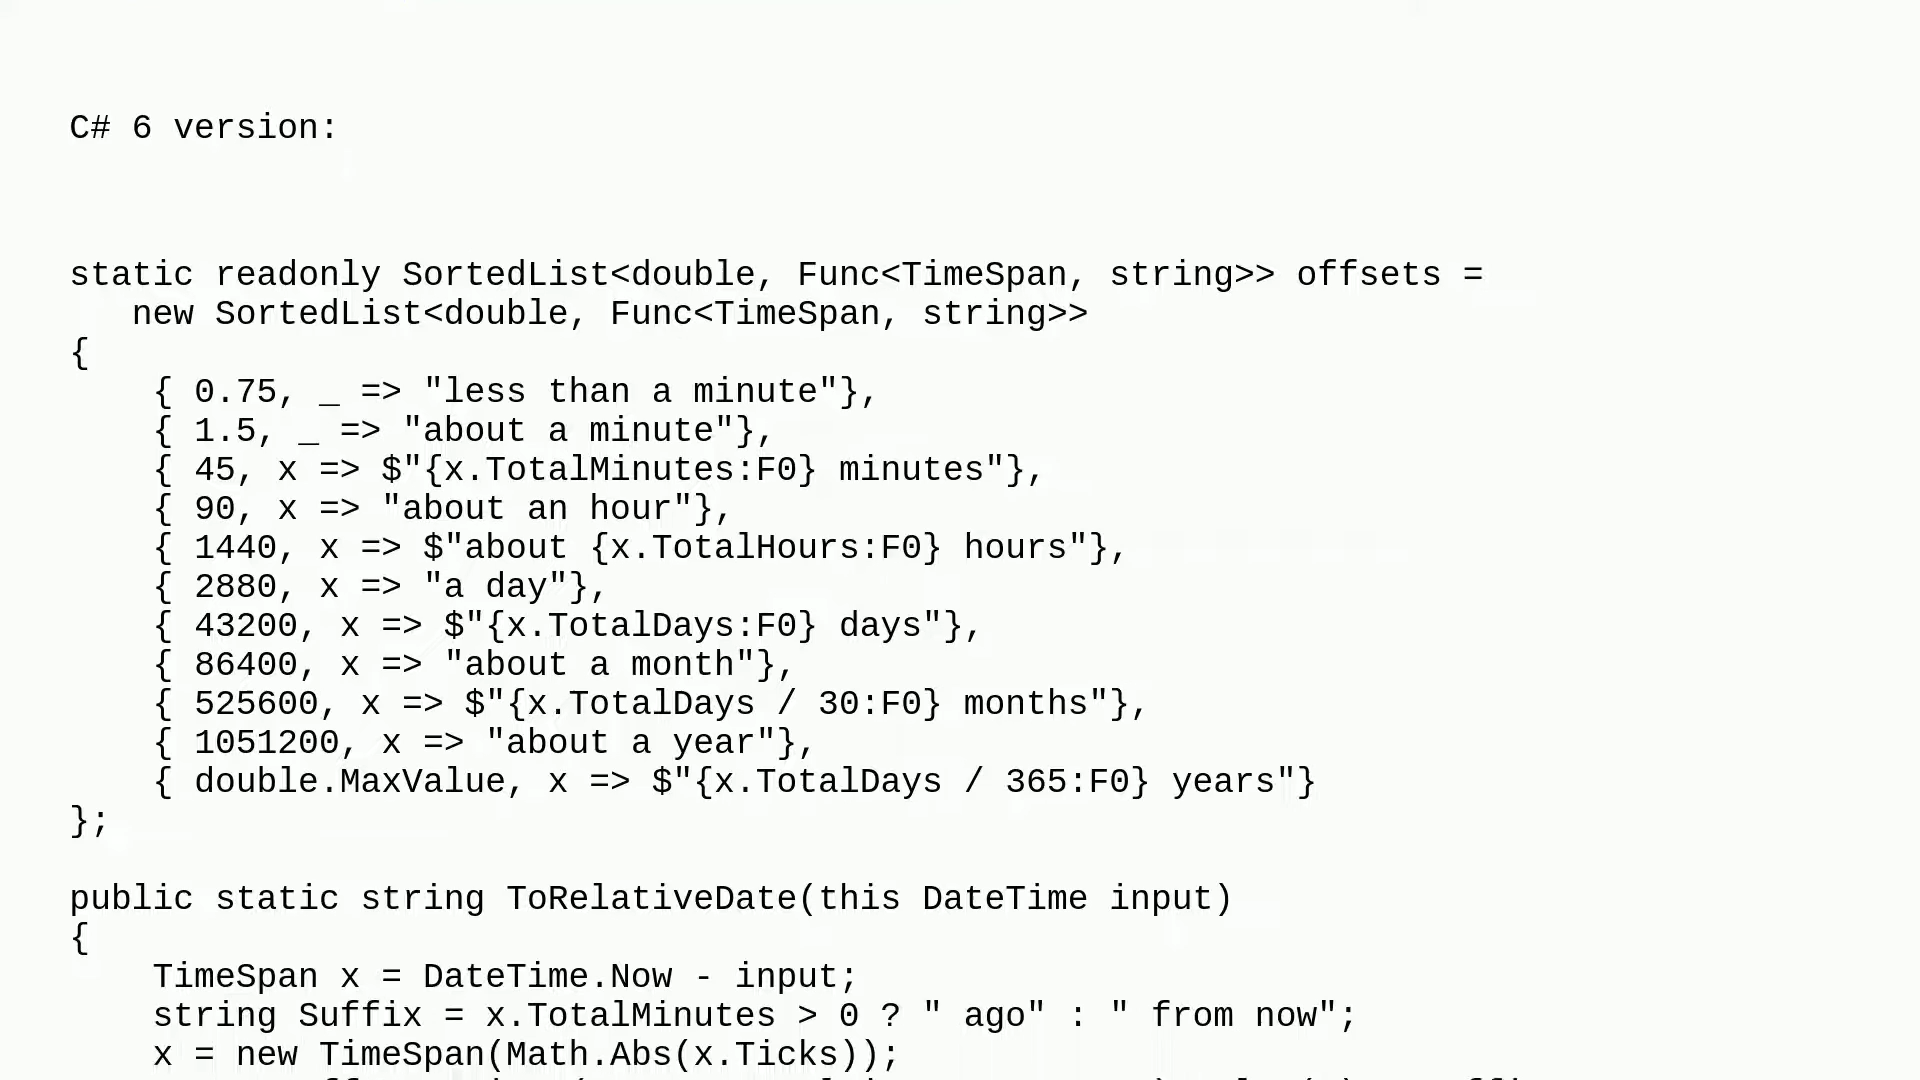 C# 6 version:
static readonly SortedList<double, Func<TimeSpan, string>> offsets =
   new SortedList<double, Func<TimeSpan, string>>
{
    { 0.75, _ => "less than a minute"},
    { 1.5, _ => "about a minute"},
    { 45, x => $"{x.TotalMinutes:F0} minutes"},
    { 90, x => "about an hour"},
    { 1440, x => $"about {x.TotalHours:F0} hours"},
    { 2880, x => "a day"},
    { 43200, x => $"{x.TotalDays:F0} days"},
    { 86400, x => "about a month"},
    { 525600, x => $"{x.TotalDays / 30:F0} months"},
    { 1051200, x => "about a year"},
    { double.MaxValue, x => $"{x.TotalDays / 365:F0} years"}
};
public static string ToRelativeDate(this DateTime input)
{
    TimeSpan x = DateTime.Now - input;
    string Suffix = x.TotalMinutes > 0 ? " ago" : " from now";
    x = new TimeSpan(Math.Abs(x.Ticks));